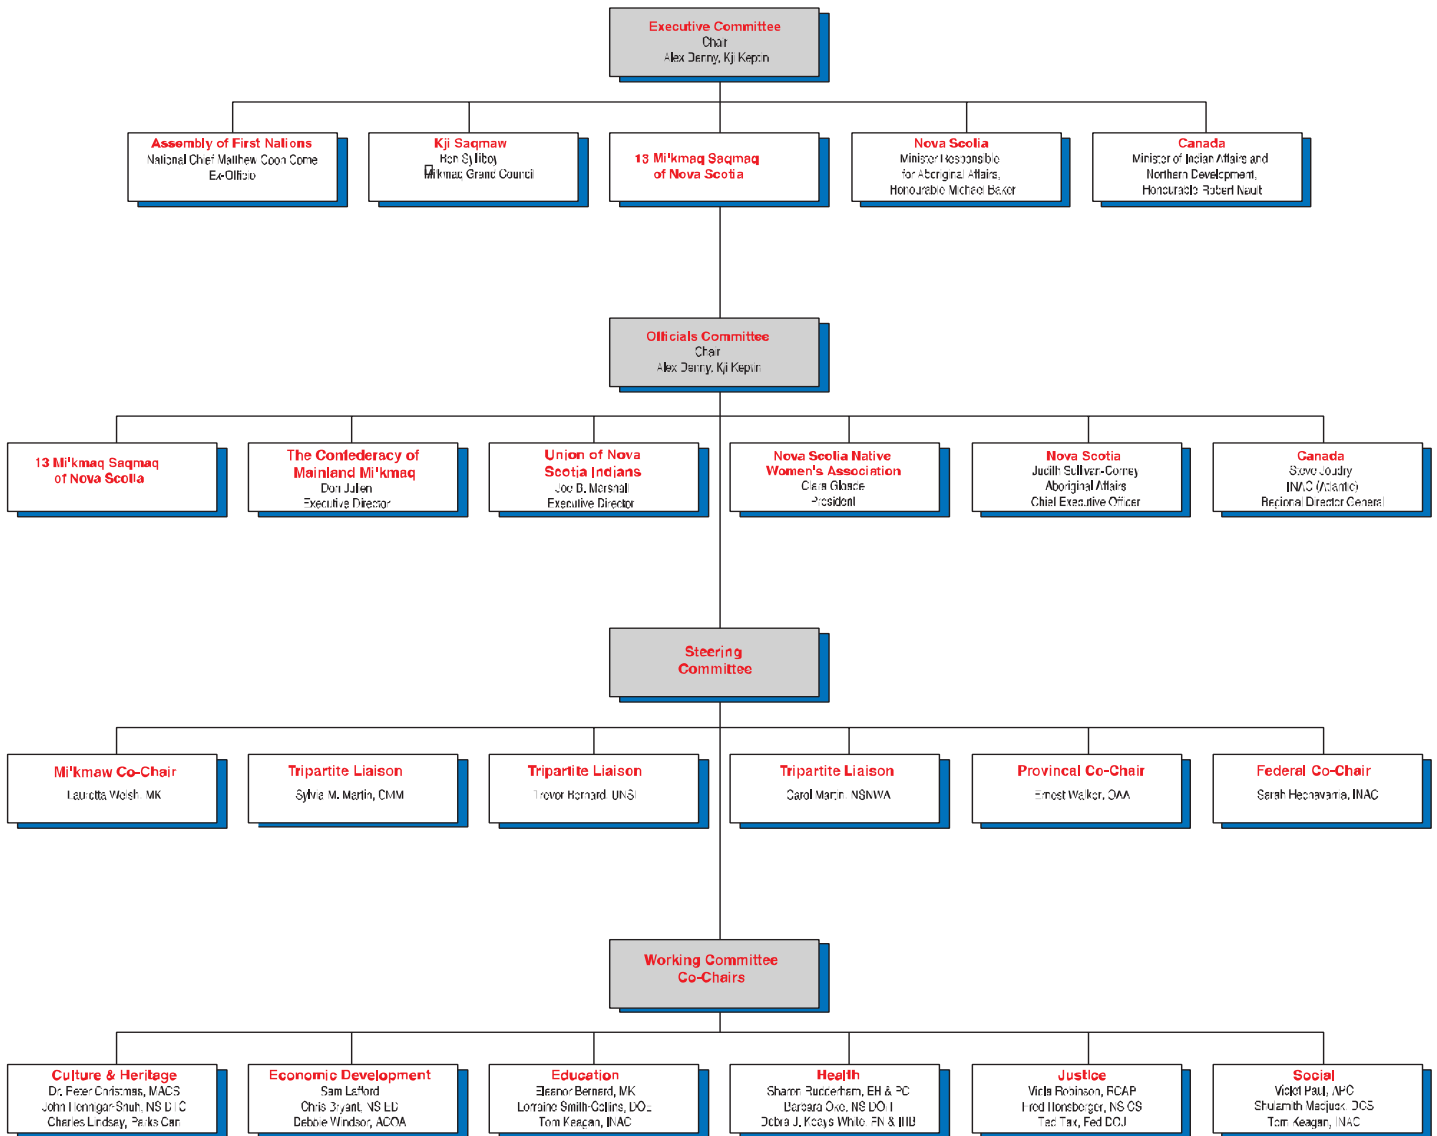 Executive Committee
Chair
Alex Denny, Kji Keptin
Assembly of First Nations
National Chief Matthew Coon Come
Ex-Officio
Kji Saqmaw
Ben Sylliboy
Mi'kmaq Grand Council
13 Mi'kmaq Saqmaq
of Nova Scotia
Nova Scotia
Minister Responsible
for Aboriginal Affairs,
Honourable Michael Baker
Canada
Minister of Indian Affairs and
Northern Development,
Honourable Robert Nault
Officials Committee
Chair
Alex Denny, Kji Keptin
13 Mi'kmaq Saqmaq
of Nova Scotia
The Confederacy of
Mainland Mi'kmaq
Don Julien
Executive Director
Union of Nova
Scotia Indians
Joe B. Marshall
Executive Director
Nova Scotia Native
Women's Association
Clara Gloade
President
Nova Scotia
Judith Sullivan-Corney
Aboriginal Affairs
Chief Executive Officer
Canada
Steve Joudry
INAC (Atlantic)
Regional Director General
Steering
Committee
Mi'kmaw Co-Chair
Lauretta Welsh, MK
Tripartite Liaison
Sylvia M. Martin, CMM
Tripartite Liaison
Trevor Bernard, UNSI
Tripartite Liaison
Carol Martin, NSNWA
Provincal Co-Chair
Ernest Walker, OAA
Federal Co-Chair
Sarah Hechavarria, INAC
Working Committee
Co-Chairs
Culture & Heritage
Dr. Peter Christmas, MACS
John Hennigar-Shuh, NS DTC
Charles Lindsay, Parks Can
Economic Development
Sam Lafford
Chris Bryant, NS ED
Debbie Windsor, ACOA
Education
Eleanor Bernard, MK
Lorraine Smith-Collins, DOE
Tom Keagan, INAC
Health
Sharon Rudderham, EH & PC
Barbara Oke, NS DOH
Debra J. Keays-White, FN & IHB
Justice
Viola Robinson, RCAP
Fred Honsberger, NS CS
Ted Tax, Fed DOJ
Social
Violet Paul, APC
Shulamith Medjuck, DCS
Tom Keagan, INAC